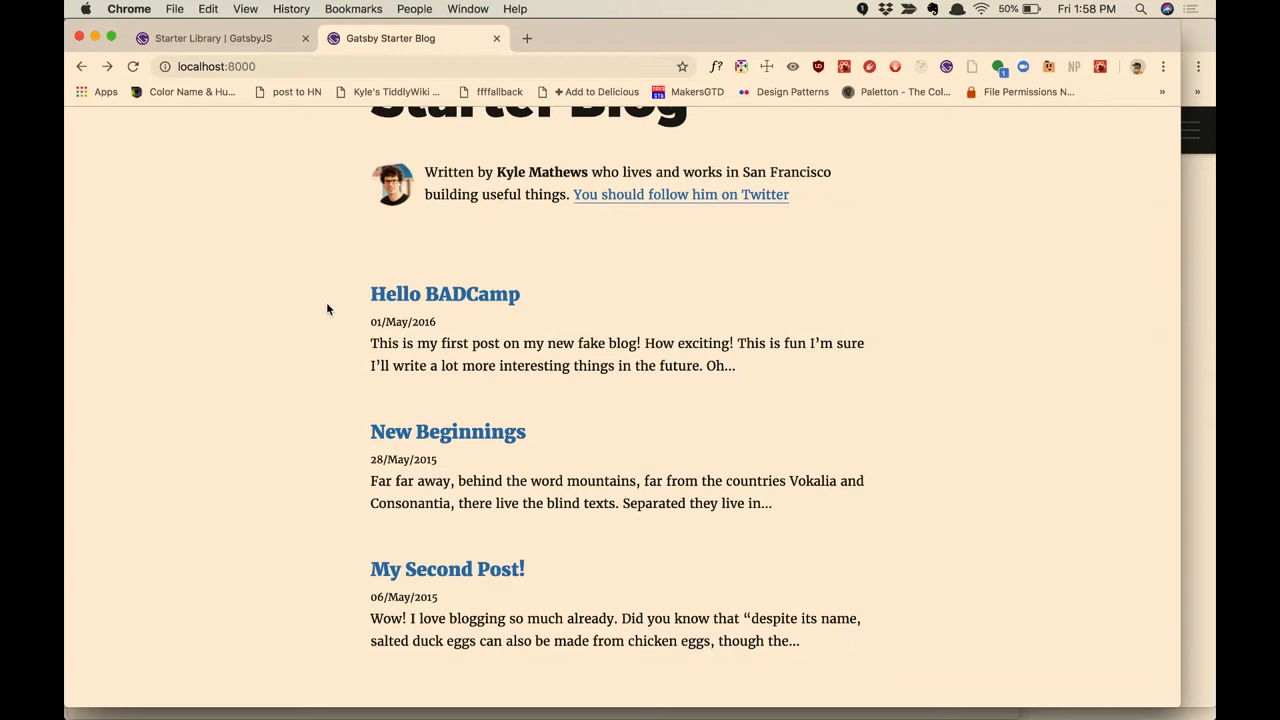 Chrome File Edit View History Bookmarks People Window Help 50% Fri 1:58 PM
Starter Library | GatsbyJS Gatsby Starter Blog
localhost:8000
Apps Color Name & Hu... post to HN Kyle's TiddlyWiki ... ffffallback + Add to Delicious MakersGTD Design Patterns Paletton - The Col... File Permissions N... » »
Starter Blog
Written by Kyle Mathews who lives and works in San Francisco
building useful things. You should follow him on Twitter
Hello BADCamp
01/May/2016
This is my first post on my new fake blog! How exciting! This is fun I’m sure
I’ll write a lot more interesting things in the future. Oh...
New Beginnings
28/May/2015
Far far away, behind the word mountains, far from the countries Vokalia and
Consonantia, there live the blind texts. Separated they live in...
My Second Post!
06/May/2015
Wow! I love blogging so much already. Did you know that “despite its name,
salted duck eggs can also be made from chicken eggs, though the...